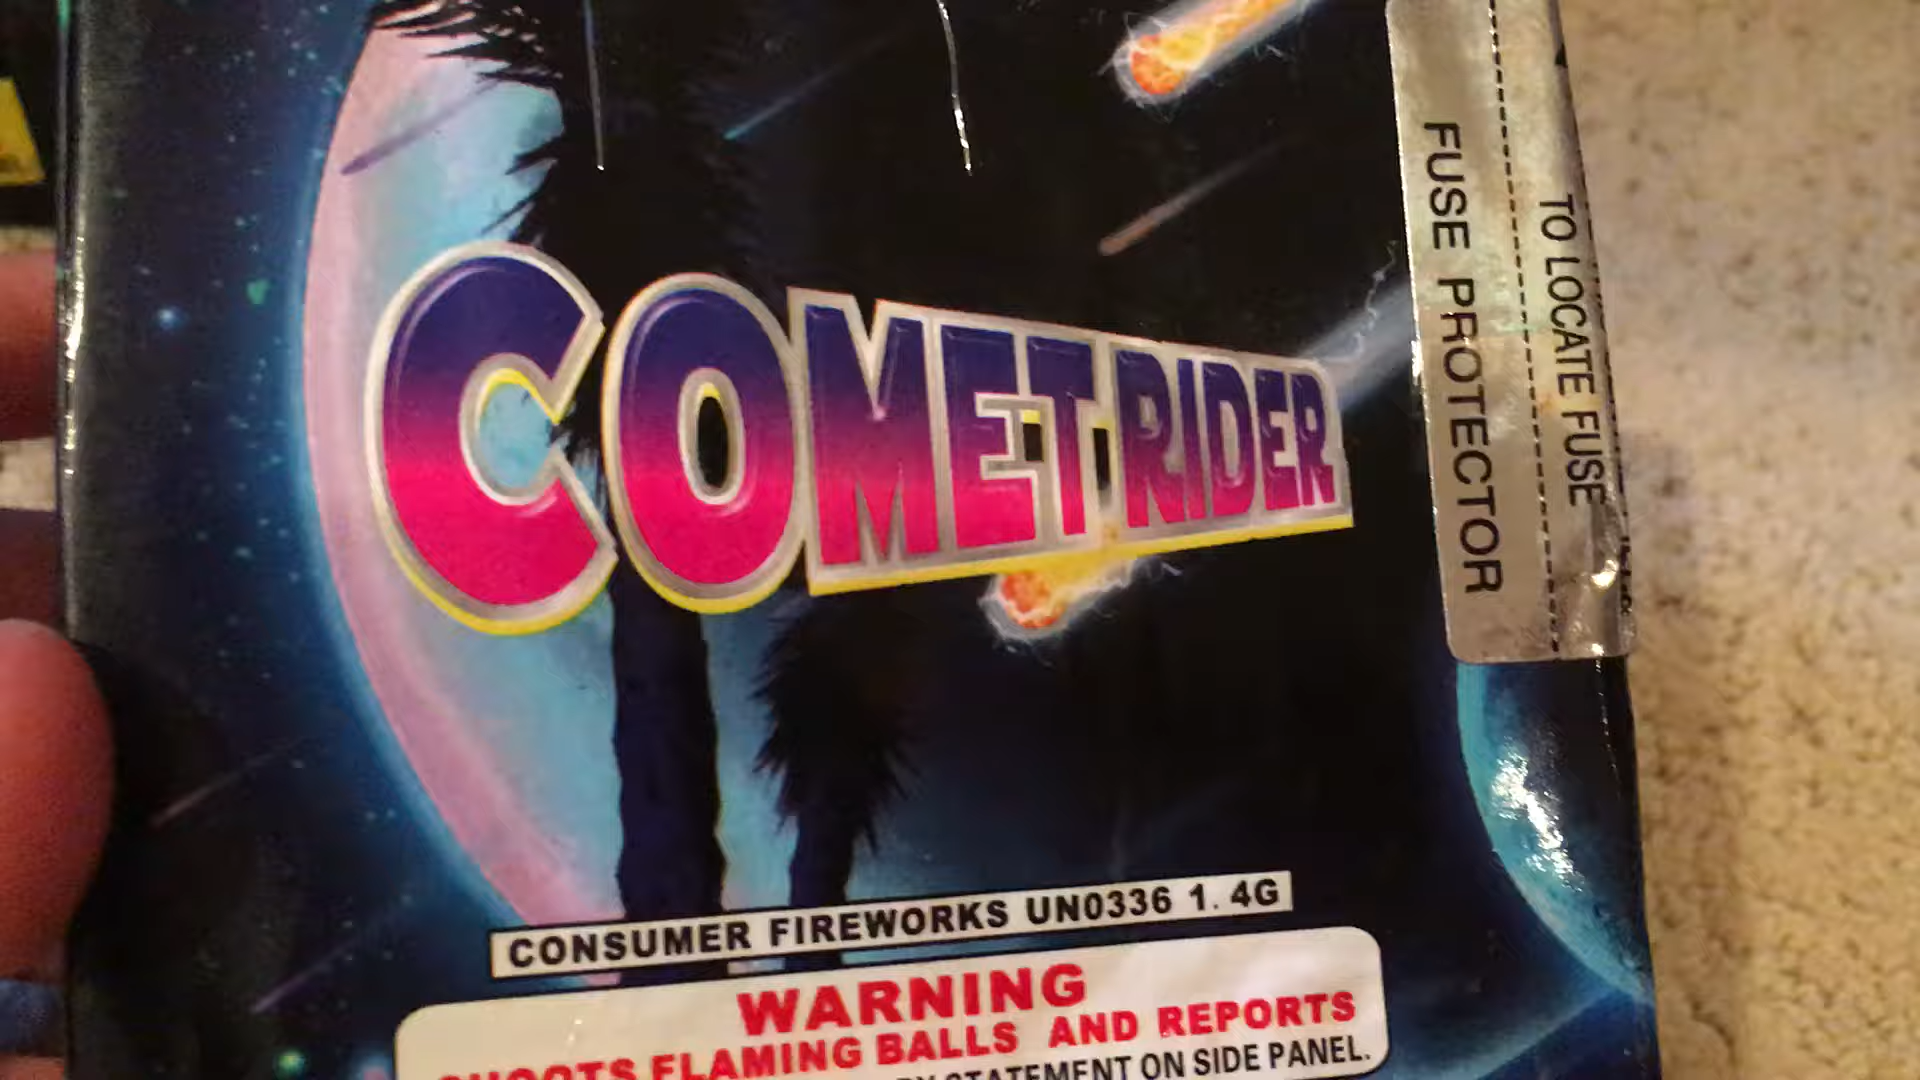 COMET RIDER
FUSE PROTECTOR
TO LOCATE FUSE
CONSUMER FIREWORKS UN0336 1.4G
WARNING
SHOOTS FLAMING BALLS AND REPORTS
STATEMENT ON SIDE PANEL.